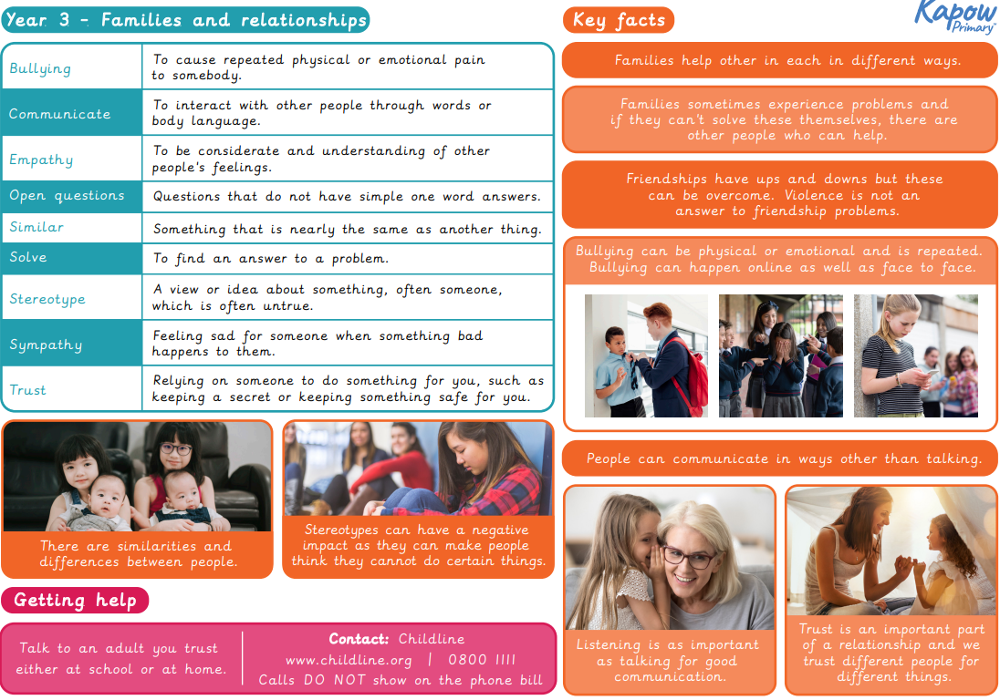 Year 3 - Families and relationships
Bullying
To cause repeated physical or emotional pain
to somebody.
Communicate
To interact with other people through words or
body language.
Empathy
To be considerate and understanding of other
people's feelings.
Open questions
Questions that do not have simple one word answers.
Similar
Something that is nearly the same as another thing.
Solve
To find an answer to a problem.
Stereotype
A view or idea about something, often someone,
which is often untrue.
Sympathy
Feeling sad for someone when something bad
happens to them.
Trust
Relying on someone to do something for you, such as
keeping a secret or keeping something safe for you.
There are similarities and
differences between people.
Stereotypes can have a negative
impact as they can make people
think they cannot do certain things.
Getting help
Talk to an adult you trust
either at school or at home.
Contact: Childline
www.childline.org | 0800 1111
Calls DO NOT show on the phone bill
Key facts
Kapow
Primary™
Families help other in each in different ways.
Families sometimes experience problems and
if they can't solve these themselves, there are
other people who can help.
Friendships have ups and downs but these
can be overcome. Violence is not an
answer to friendship problems.
Bullying can be physical or emotional and is repeated.
Bullying can happen online as well as face to face.
People can communicate in ways other than talking.
Listening is as important
as talking for good
communication.
Trust is an important part
of a relationship and we
trust different people for
different things.